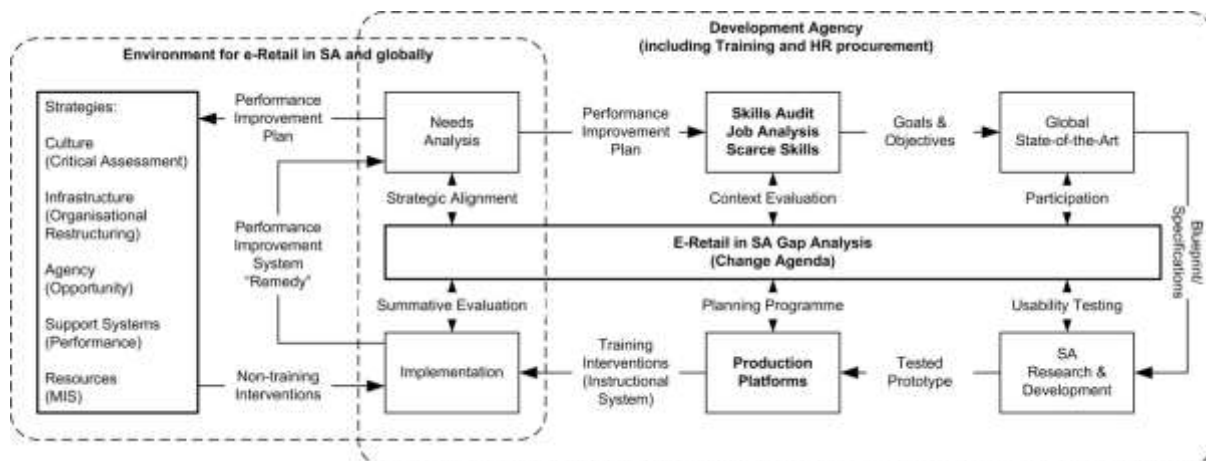 Development Agency
(including Training and HR procurement)
Environment for e-Retail in SA and globally
Strategies:
Culture
(Critical Assessment)
Infrastructure
(Organisational
Restructuring)
Agency
(Opportunity)
Support Systems
(Performance)
Resources
(MIS)
Performance
Improvement
Plan
Needs
Analysis
Performance
Improvement
Plan
Skills Audit
Job Analysis
Scarce Skills
Goals &
Objectives
Global
State-of-the-Art
Strategic Alignment
Context Evaluation
Participation
Performance
Improvement
System
"Remedy"
E-Retail in SA Gap Analysis
(Change Agenda)
Blueprint/
Specifications
Summative Evaluation
Planning Programme
Usability Testing
Non-training
Interventions
Implementation
Training
Interventions
(Instructional
System)
Production
Platforms
Tested
Prototype
SA
Research &
Development